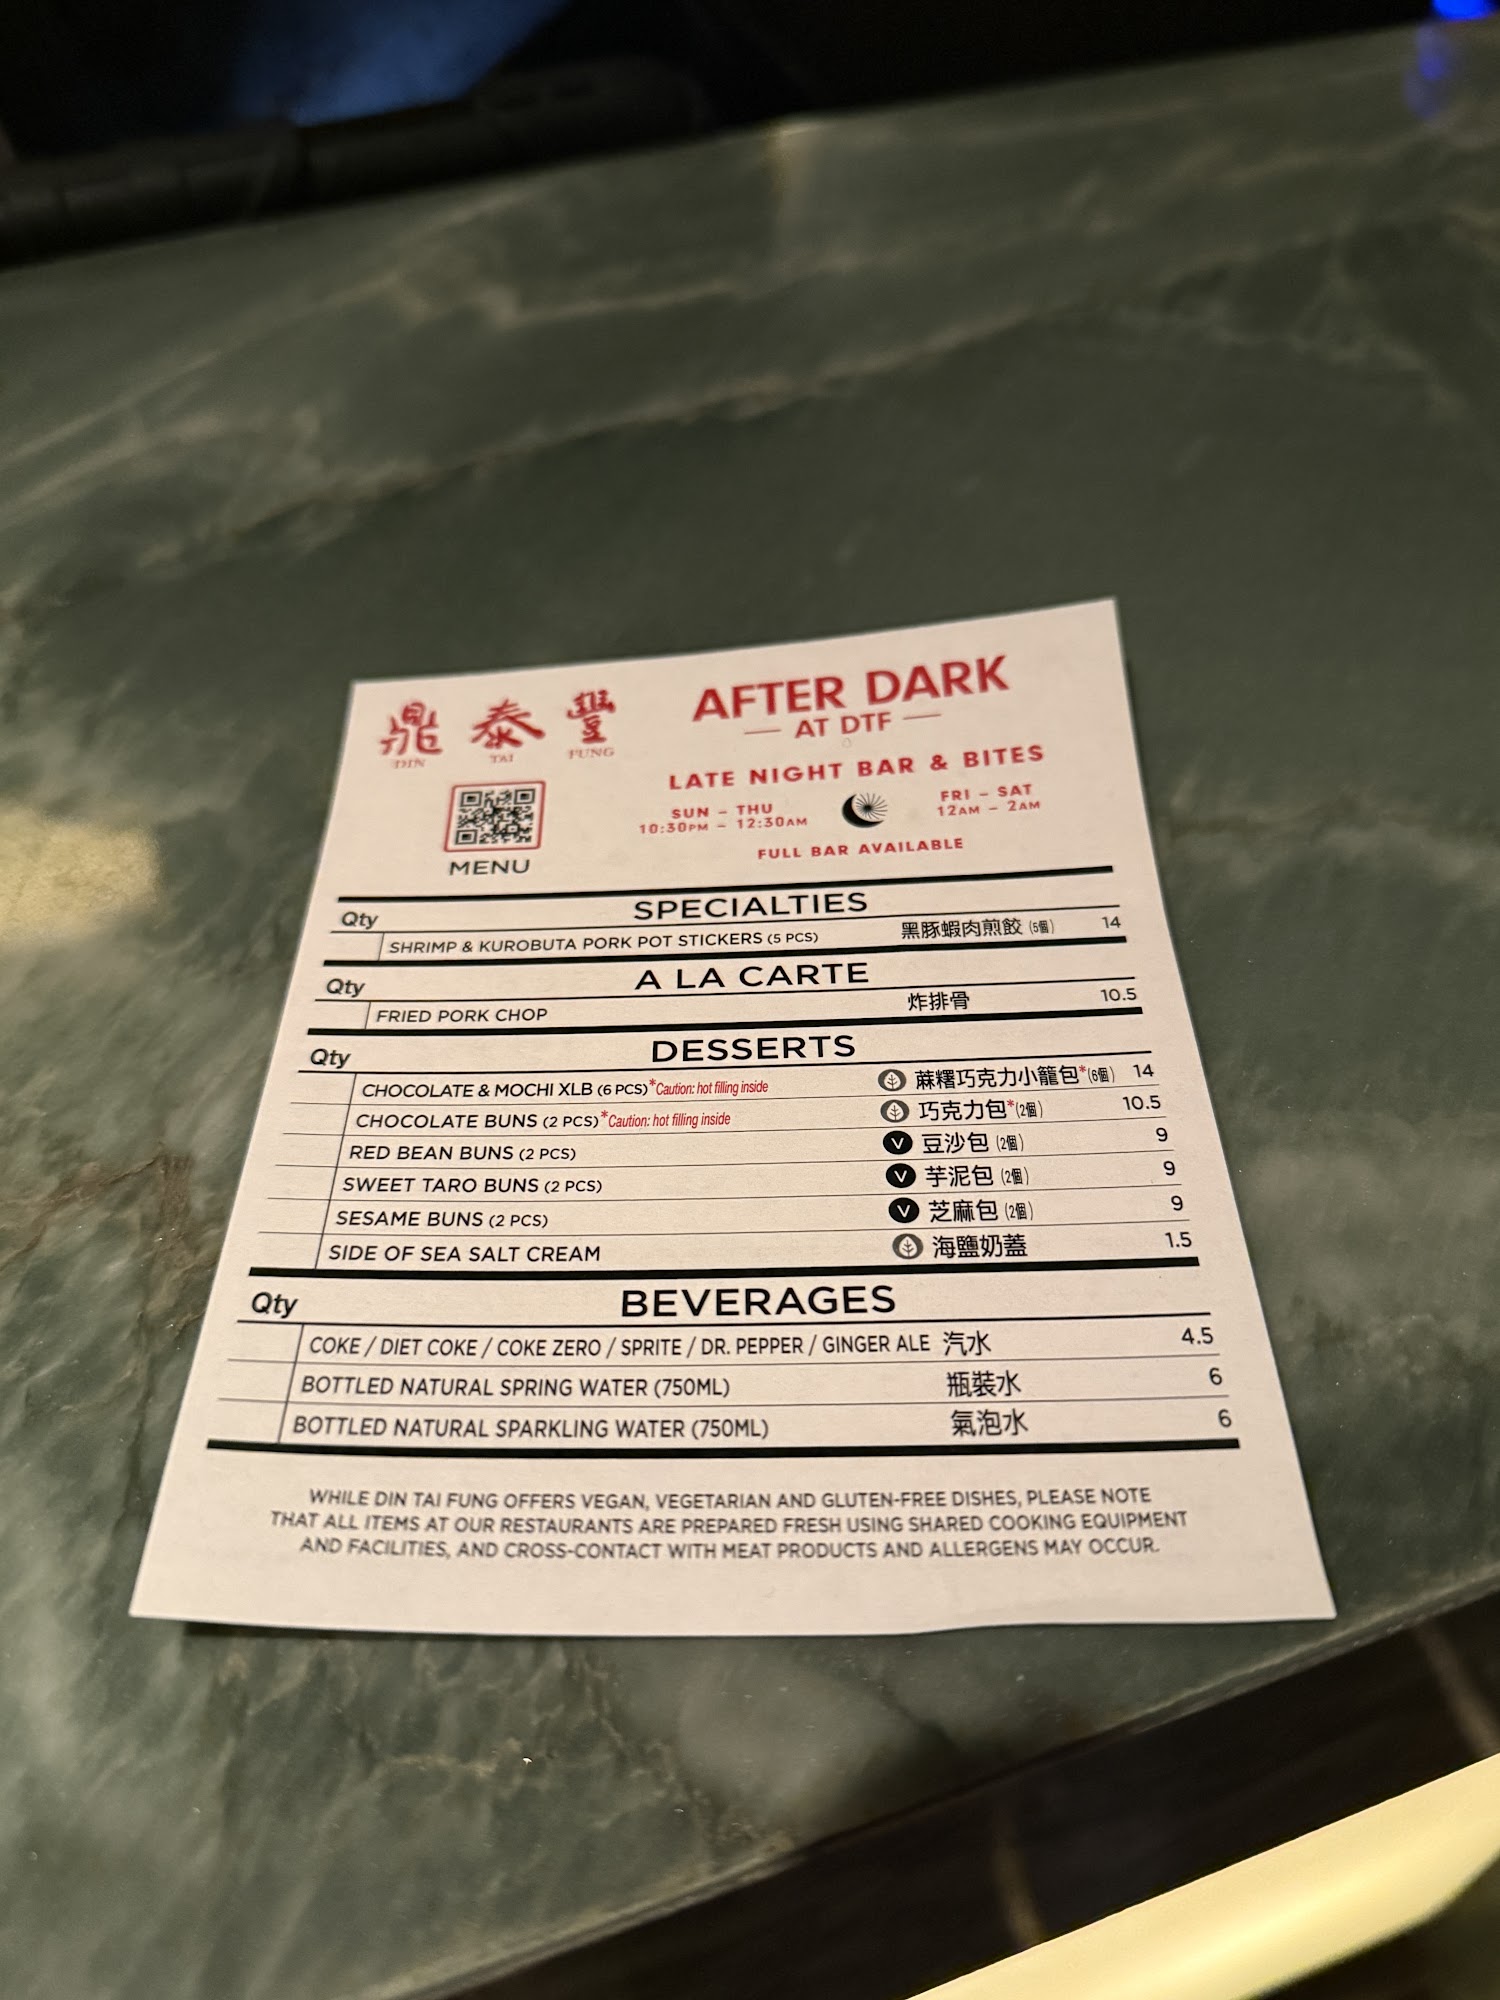 鼎 泰 豐
DIN TAI FUNG
MENU
AFTER DARK
— AT DTF —
LATE NIGHT BAR & BITES
SUN – THU
10:30PM – 12:30AM
FRI – SAT
12AM – 2AM
FULL BAR AVAILABLE
Qty SPECIALTIES
SHRIMP & KUROBUTA PORK POT STICKERS (5 PCS) 黑豚蝦肉煎餃 (5個) 14
Qty A LA CARTE
FRIED PORK CHOP 炸排骨 10.5
Qty DESSERTS
CHOCOLATE & MOCHI XLB (6 PCS)*Caution: hot filling inside 蔴糬巧克力小籠包*(6個) 14
CHOCOLATE BUNS (2 PCS)*Caution: hot filling inside 巧克力包*(2個) 10.5
RED BEAN BUNS (2 PCS) V 豆沙包 (2個) 9
SWEET TARO BUNS (2 PCS) V 芋泥包 (2個) 9
SESAME BUNS (2 PCS) V 芝麻包 (2個) 9
SIDE OF SEA SALT CREAM 海鹽奶蓋 1.5
Qty BEVERAGES
COKE / DIET COKE / COKE ZERO / SPRITE / DR. PEPPER / GINGER ALE 汽水 4.5
BOTTLED NATURAL SPRING WATER (750ML) 瓶裝水 6
BOTTLED NATURAL SPARKLING WATER (750ML) 氣泡水 6
WHILE DIN TAI FUNG OFFERS VEGAN, VEGETARIAN AND GLUTEN-FREE DISHES, PLEASE NOTE
THAT ALL ITEMS AT OUR RESTAURANTS ARE PREPARED FRESH USING SHARED COOKING EQUIPMENT
AND FACILITIES, AND CROSS-CONTACT WITH MEAT PRODUCTS AND ALLERGENS MAY OCCUR.